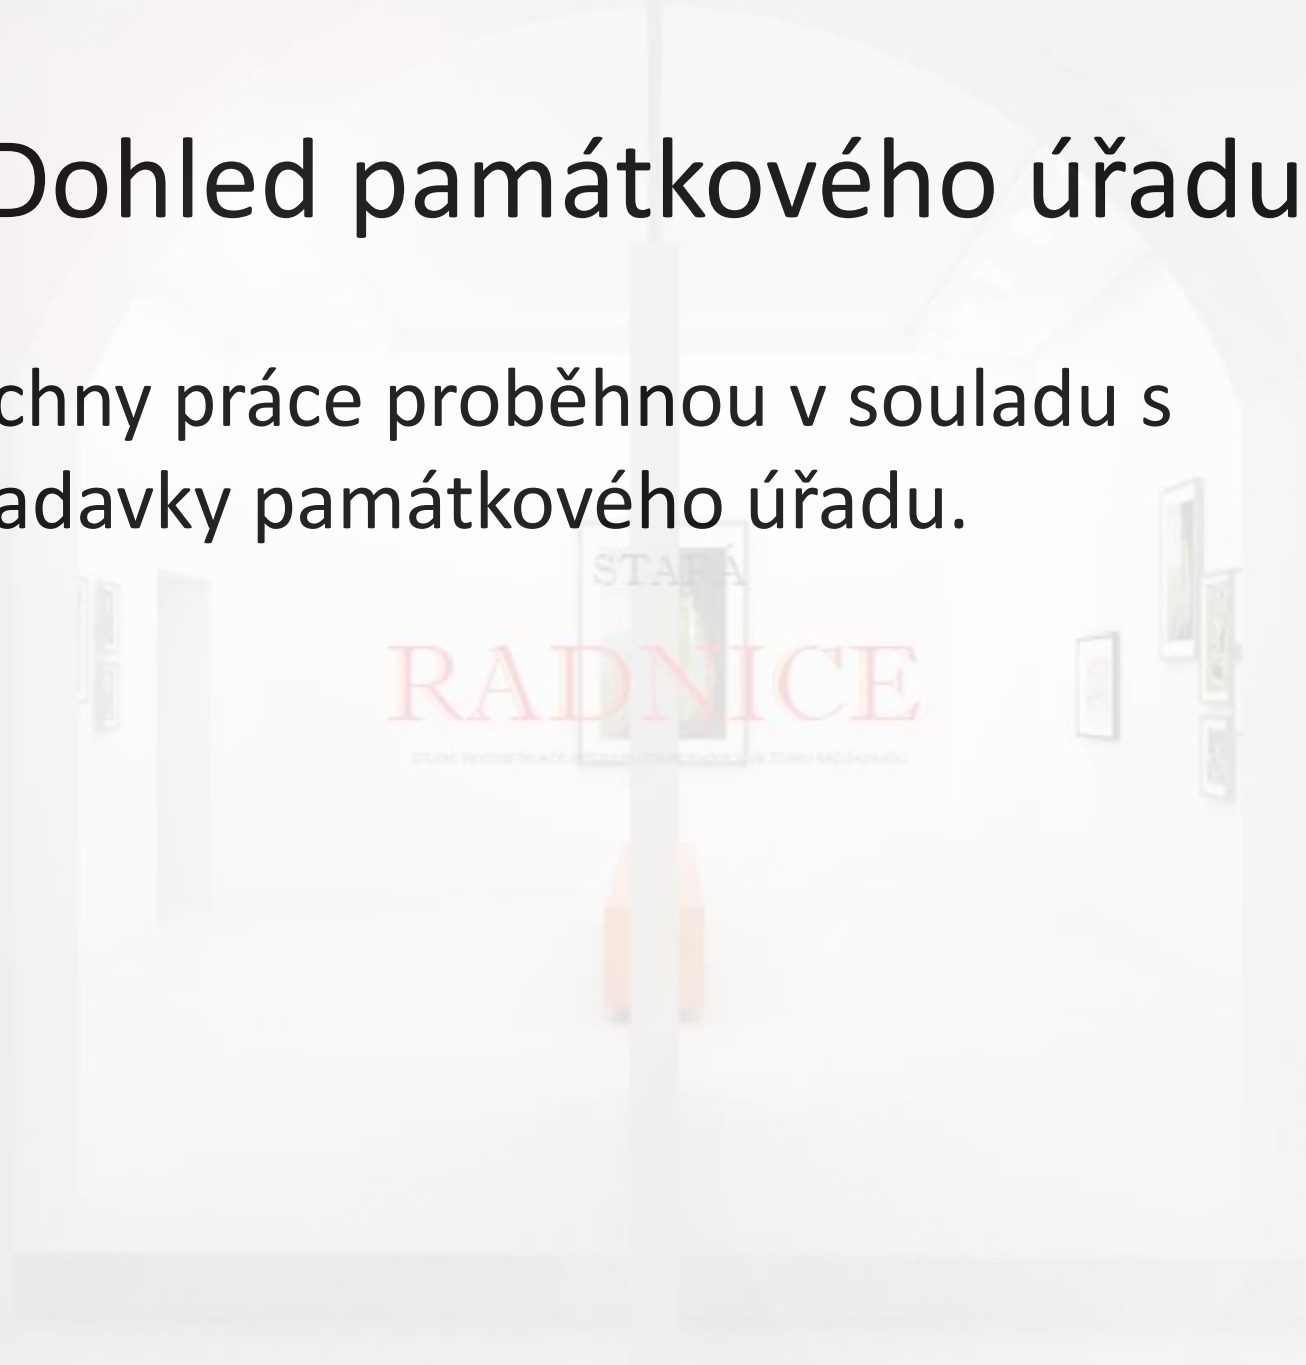 Dohled památkového úřadu
chny práce proběhnou v souladu s
adavky památkového úřadu.
STARÁ
RADNICE